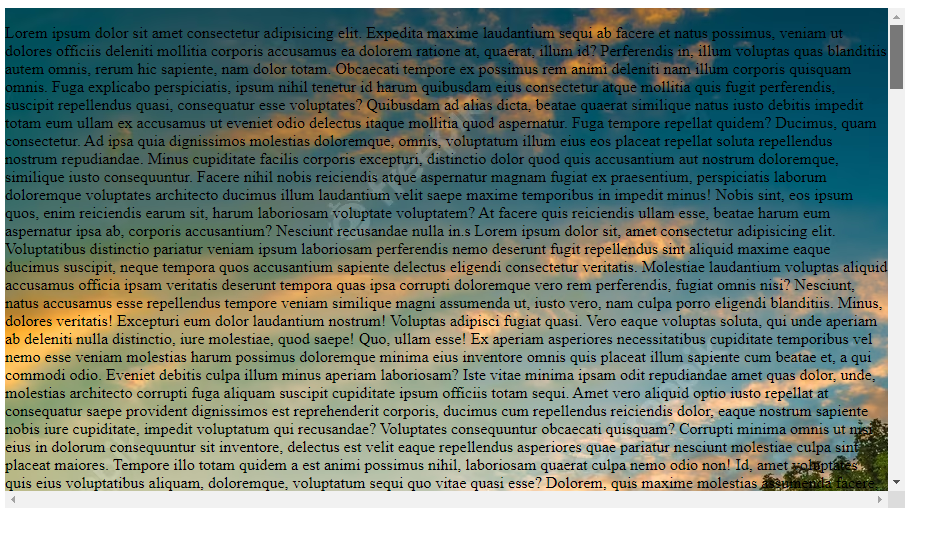 Lorem ipsum dolor sit amet consectetur adipisicing elit. Expedita maxime laudantium sequi ab facere et natus possimus, veniam ut
dolores officiis deleniti mollitia corporis accusamus ea dolorem ratione at, quaerat, illum id? Perferendis in, illum voluptas quas blanditiis
autem omnis, rerum hic sapiente, nam dolor totam. Obcaecati tempore ex possimus rem animi deleniti nam illum corporis quisquam
omnis. Fuga explicabo perspiciatis, ipsum nihil tenetur id harum quibusdam eius consectetur atque mollitia quis fugit perferendis,
suscipit repellendus quasi, consequatur esse voluptates? Quibusdam ad alias dicta, beatae quaerat similique natus iusto debitis impedit
totam eum ullam ex accusamus ut eveniet odio delectus itaque mollitia quod aspernatur. Fuga tempore repellat quidem? Ducimus, quam
consectetur. Ad ipsa quia dignissimos molestias doloremque, omnis, voluptatum illum eius eos placeat repellat soluta repellendus
nostrum repudiandae. Minus cupiditate facilis corporis excepturi, distinctio dolor quod quis accusantium aut nostrum doloremque,
similique iusto consequuntur. Facere nihil nobis reiciendis atque aspernatur magnam fugiat ex praesentium, perspiciatis laborum
doloremque voluptates architecto ducimus illum laudantium velit saepe maxime temporibus in impedit minus! Nobis sint, eos ipsum
quos, enim reiciendis earum sit, harum laboriosam voluptate voluptatem? At facere quis reiciendis ullam esse, beatae harum eum
aspernatur ipsa ab, corporis accusantium? Nesciunt recusandae nulla in.s Lorem ipsum dolor sit, amet consectetur adipisicing elit.
Voluptatibus distinctio pariatur veniam ipsum laboriosam perferendis nemo deserunt fugit repellendus sint aliquid maxime eaque
ducimus suscipit, neque tempora quos accusantium sapiente delectus eligendi consectetur veritatis. Molestiae laudantium voluptas aliquid
accusamus officia ipsam veritatis deserunt tempora quas ipsa corrupti doloremque vero rem perferendis, fugiat omnis nisi? Nesciunt,
natus accusamus esse repellendus tempore veniam similique magni assumenda ut, iusto vero, nam culpa porro eligendi blanditiis. Minus,
dolores veritatis! Excepturi eum dolor laudantium nostrum! Voluptas adipisci fugiat quasi. Vero eaque voluptas soluta, qui unde aperiam
ab deleniti nulla distinctio, iure molestiae, quod saepe! Quo, ullam esse! Ex aperiam asperiores necessitatibus cupiditate temporibus vel
nemo esse veniam molestias harum possimus doloremque minima eius inventore omnis quis placeat illum sapiente cum beatae et, a qui
commodi odio. Eveniet debitis culpa illum minus aperiam laboriosam? Iste vitae minima ipsam odit repudiandae amet quas dolor, unde,
molestias architecto corrupti fuga aliquam suscipit cupiditate ipsum officiis totam sequi. Amet vero aliquid optio iusto repellat at
consequatur saepe provident dignissimos est reprehenderit corporis, ducimus cum repellendus reiciendis dolor, eaque nostrum sapiente
nobis iure cupiditate, impedit voluptatum qui recusandae? Voluptates consequuntur obcaecati quisquam? Corrupti minima omnis ut nisi
eius in dolorum consequuntur sit inventore, delectus est velit eaque repellendus asperiores quae pariatur nesciunt molestiae culpa sint
placeat maiores. Tempore illo totam quidem a est animi possimus nihil, laboriosam quaerat culpa nemo odio non! Id, amet voluptates
quis eius voluptatibus aliquam, doloremque, voluptatum sequi quo vitae quasi esse? Dolorem, quis maxime molestias assumenda facere